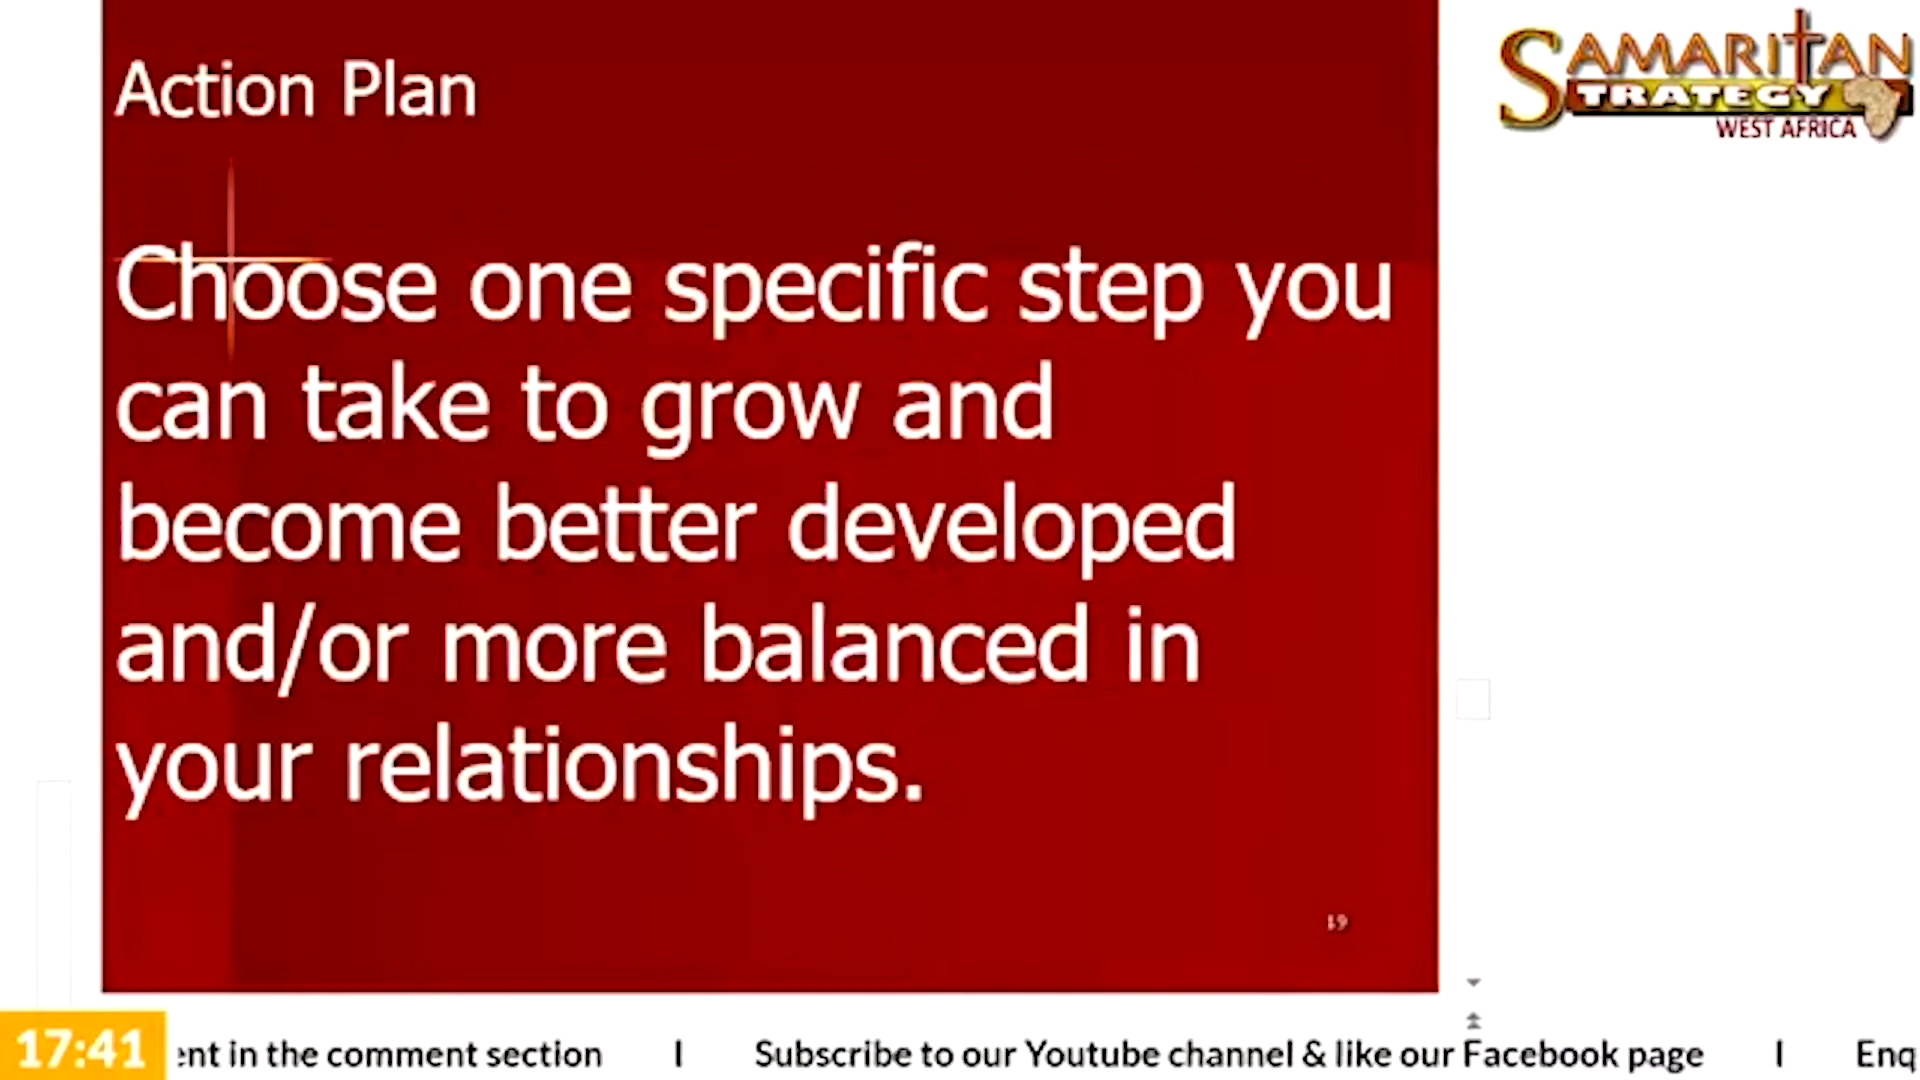 Action Plan
Choose one specific step you
can take to grow and
become better developed
and/or more balanced in
your relationships.
19
SAMARITAN
STRATEGY
WEST AFRICA
17:41
ent in the comment section I Subscribe to our Youtube channel & like our Facebook page I Enq